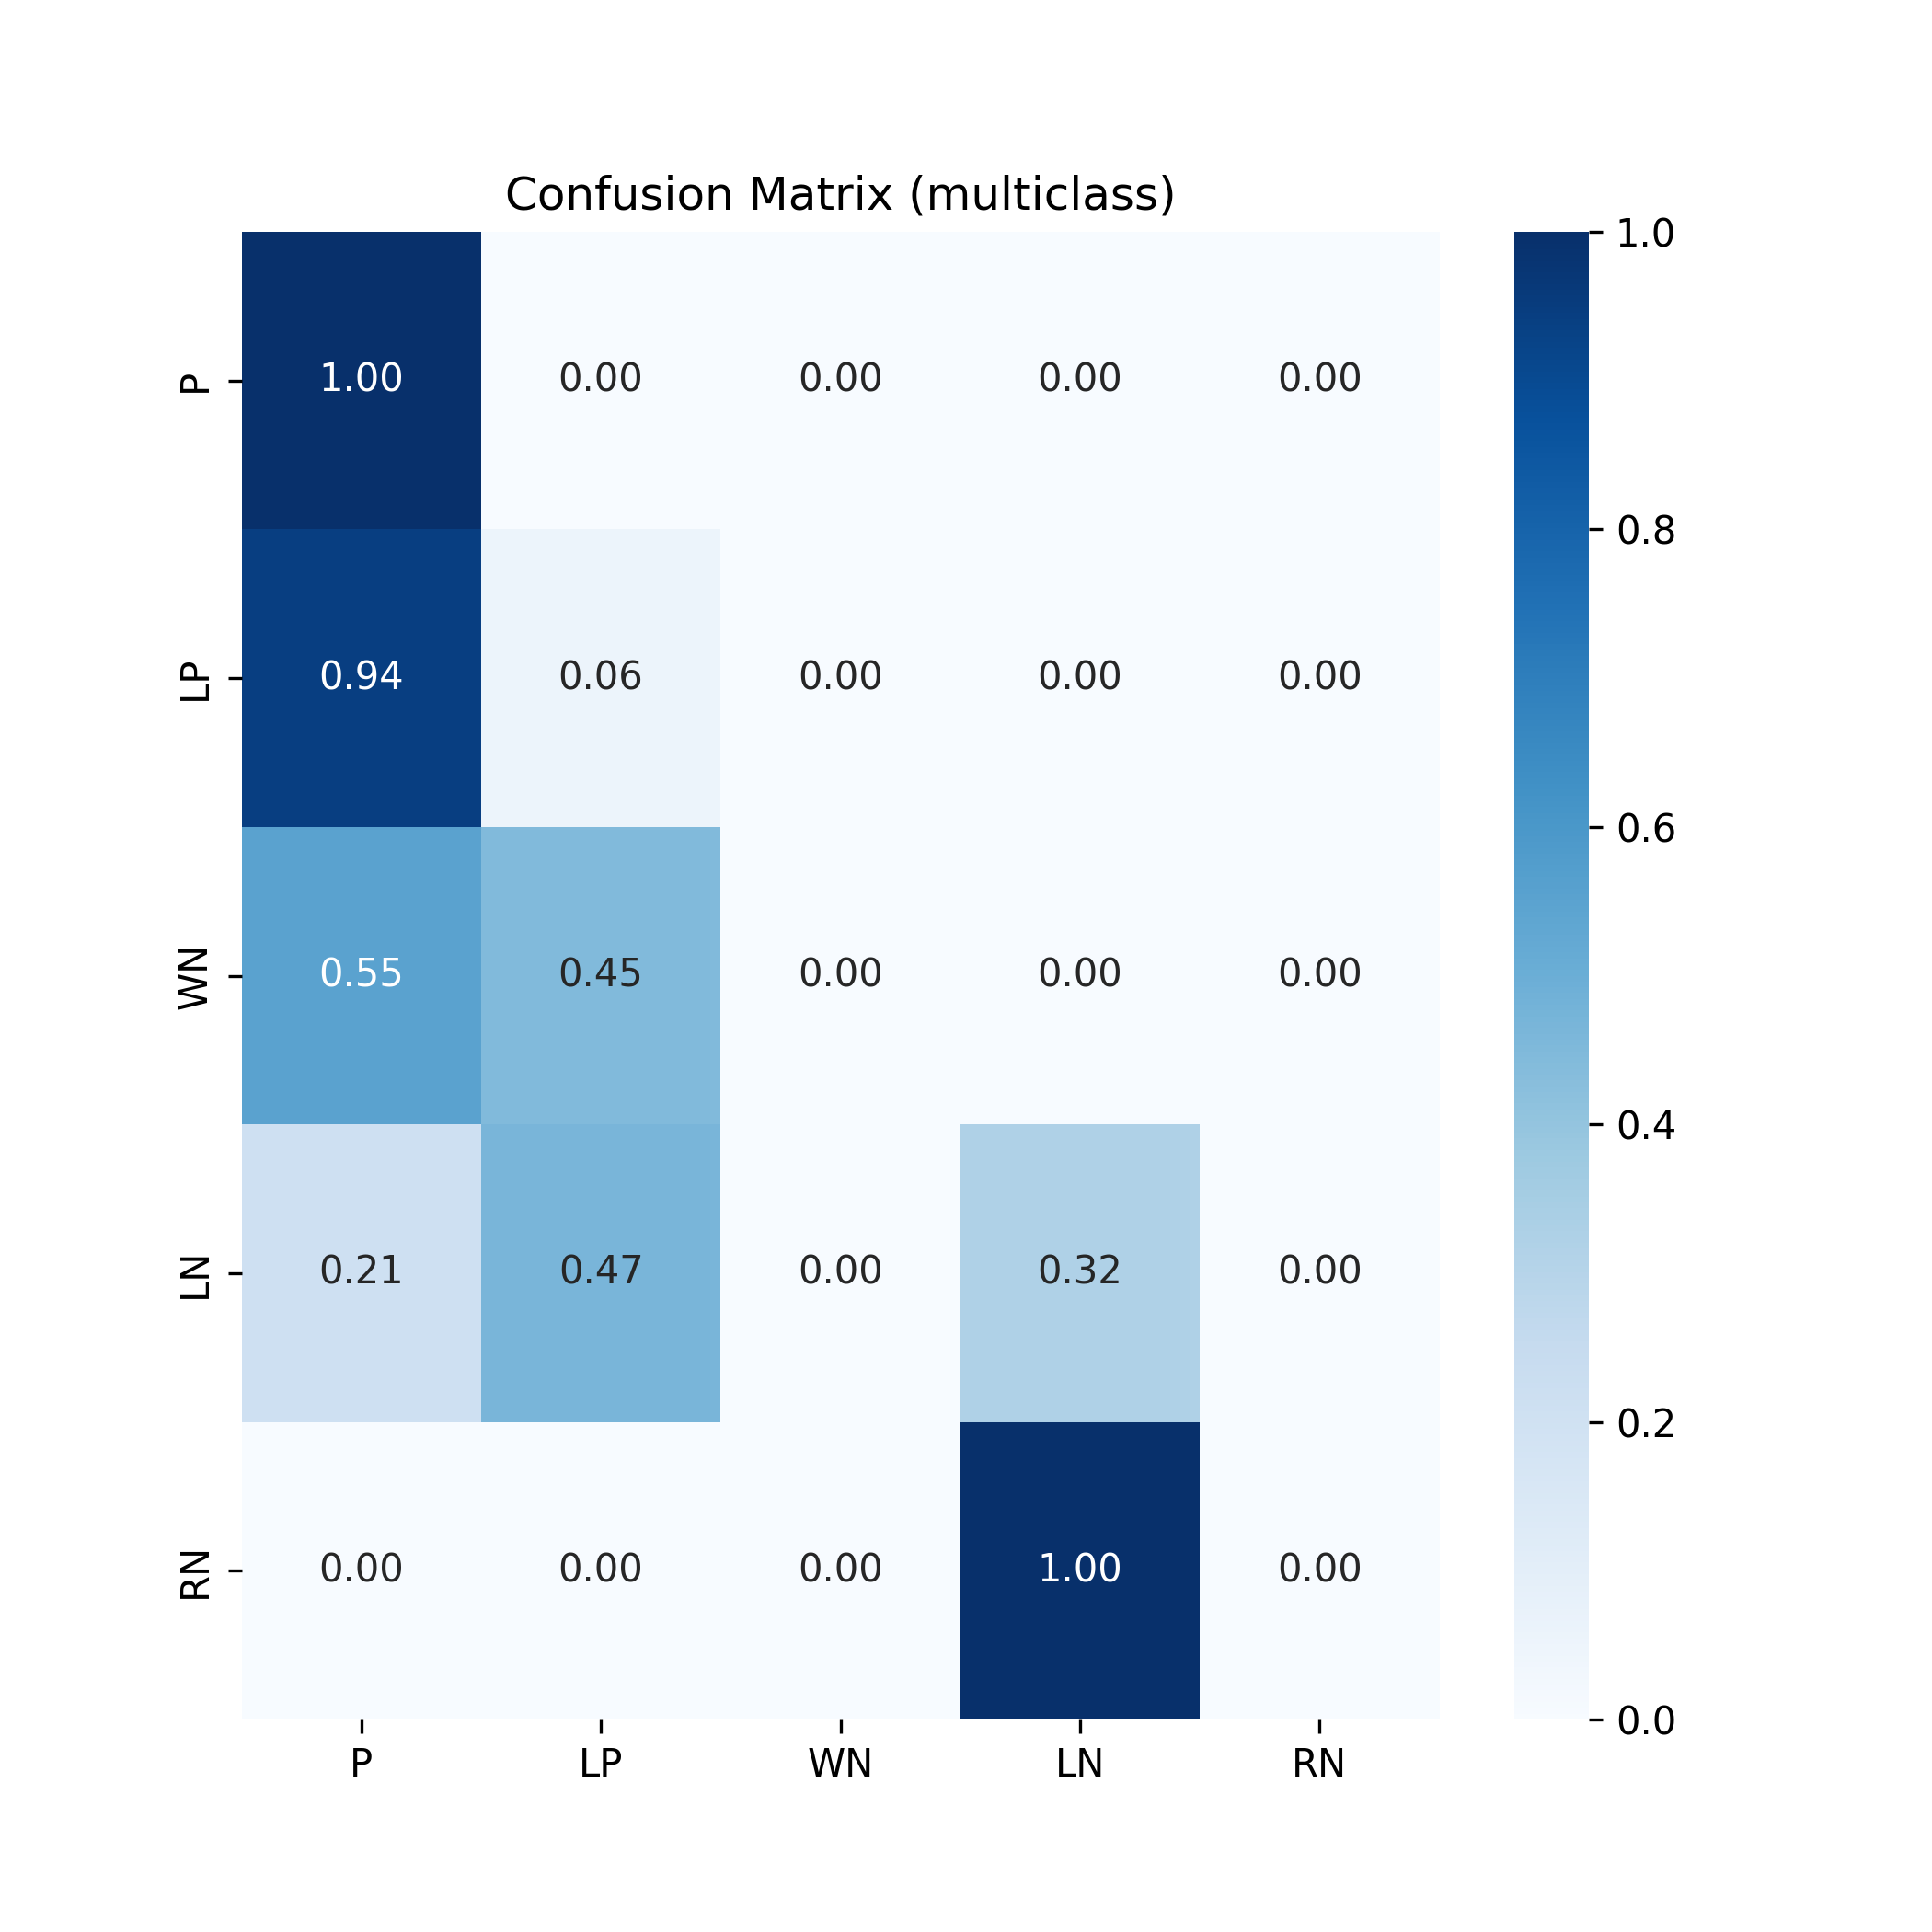 Confusion Matrix (multiclass)
P 1.00 0.00 0.00 0.00 0.00
LP 0.94 0.06 0.00 0.00 0.00
WN 0.55 0.45 0.00 0.00 0.00
LN 0.21 0.47 0.00 0.32 0.00
RN 0.00 0.00 0.00 1.00 0.00
P LP WN LN RN
1.0
0.8
0.6
0.4
0.2
0.0